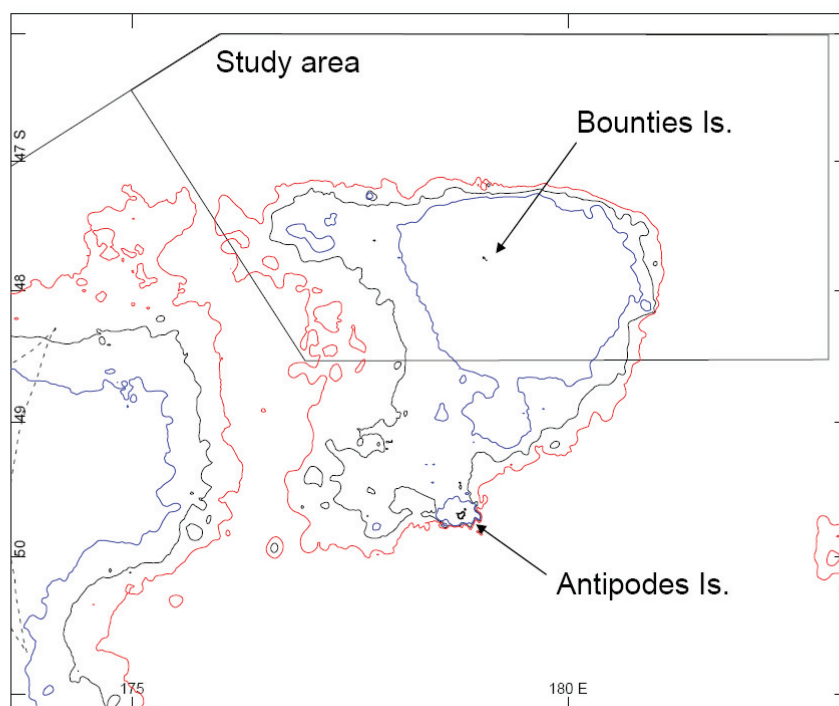 Study area
Bounties Is.
47 S
48
49
50
Antipodes Is.
175
180 E